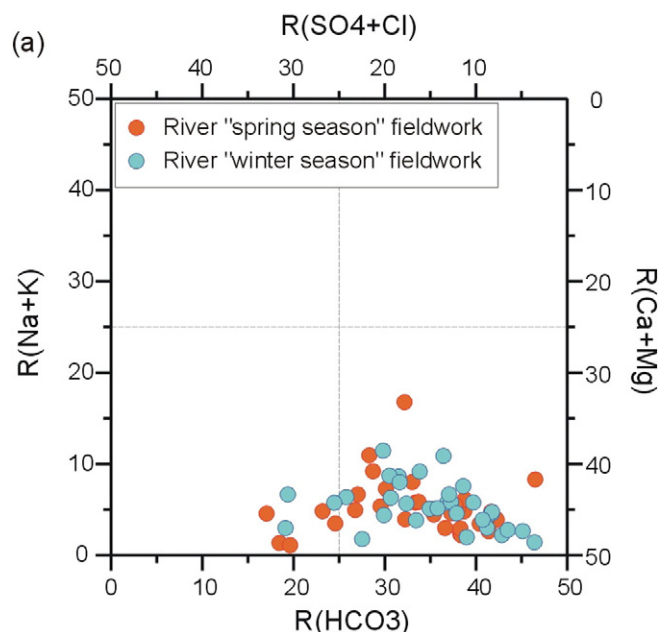 (a)
R(SO4+Cl)
50 40 30 20 10
50 0
River "spring season" fieldwork
River "winter season" fieldwork
40 10
R(Na+K)
30 20
R(Ca+Mg)
20 30
10 40
0 50
0 10 20 30 40 50
R(HCO3)